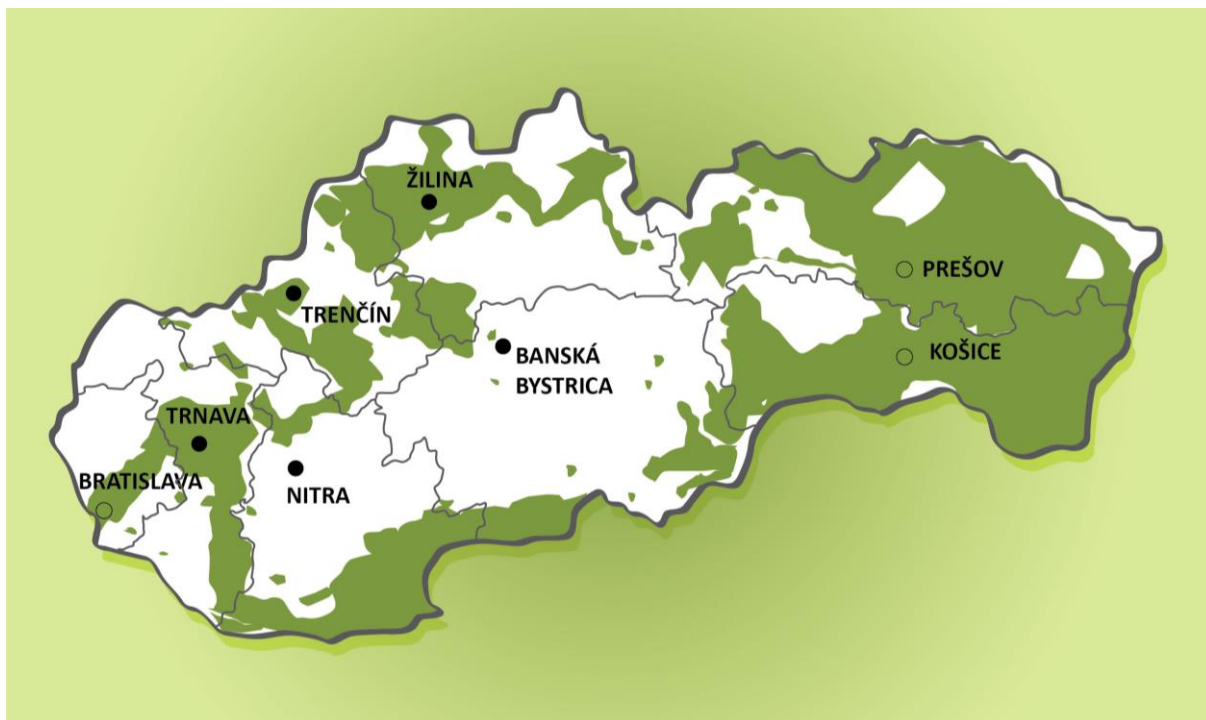 ŽILINA
PREŠOV
TRENČÍN
KOŠICE
BANSKÁ
BYSTRICA
TRNAVA
BRATISLAVA
NITRA